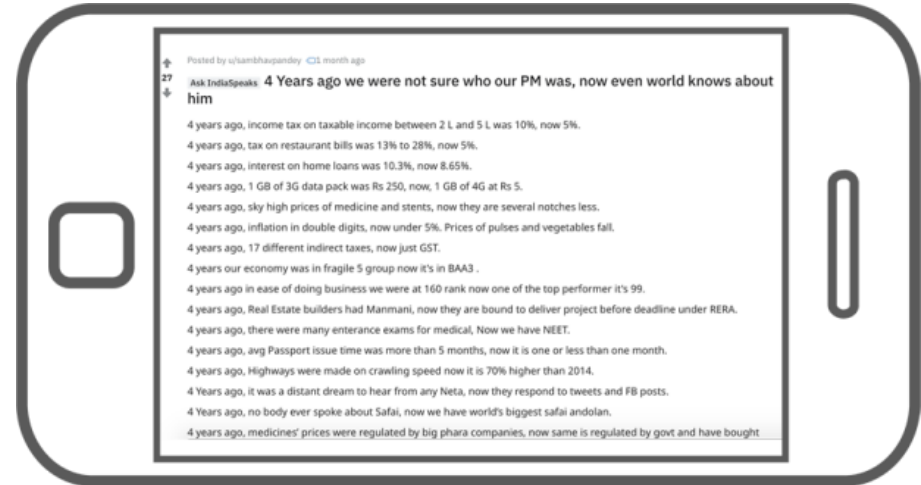 Posted by u/sambhavpandey 1 month ago
27
Ask IndiaSpeaks 4 Years ago we were not sure who our PM was, now even world knows about
him
4 years ago, income tax on taxable income between 2 L and 5 L was 10%, now 5%.
4 years ago, tax on restaurant bills was 13% to 28%, now 5%.
4 years ago, interest on home loans was 10.3%, now 8.65%.
4 years ago, 1 GB of 3G data pack was Rs 250, now, 1 GB of 4G at Rs 5.
4 years ago, sky high prices of medicine and stents, now they are several notches less.
4 years ago, inflation in double digits, now under 5%. Prices of pulses and vegetables fall.
4 years ago, 17 different indirect taxes, now just GST.
4 years our economy was in fragile 5 group now it's in BAA3 .
4 years ago in ease of doing business we were at 160 rank now one of the top performer it's 99.
4 years ago, Real Estate builders had Manmani, now they are bound to deliver project before deadline under RERA.
4 years ago, there were many enterance exams for medical, Now we have NEET.
4 years ago, avg Passport issue time was more than 5 months, now it is one or less than one month.
4 years ago, Highways were made on crawling speed now it is 70% higher than 2014.
4 Years ago, it was a distant dream to hear from any Neta, now they respond to tweets and FB posts.
4 Years ago, no body ever spoke about Safai, now we have world's biggest safai andolan.
4 years ago, medicines' prices were regulated by big phara companies, now same is regulated by govt and have bought